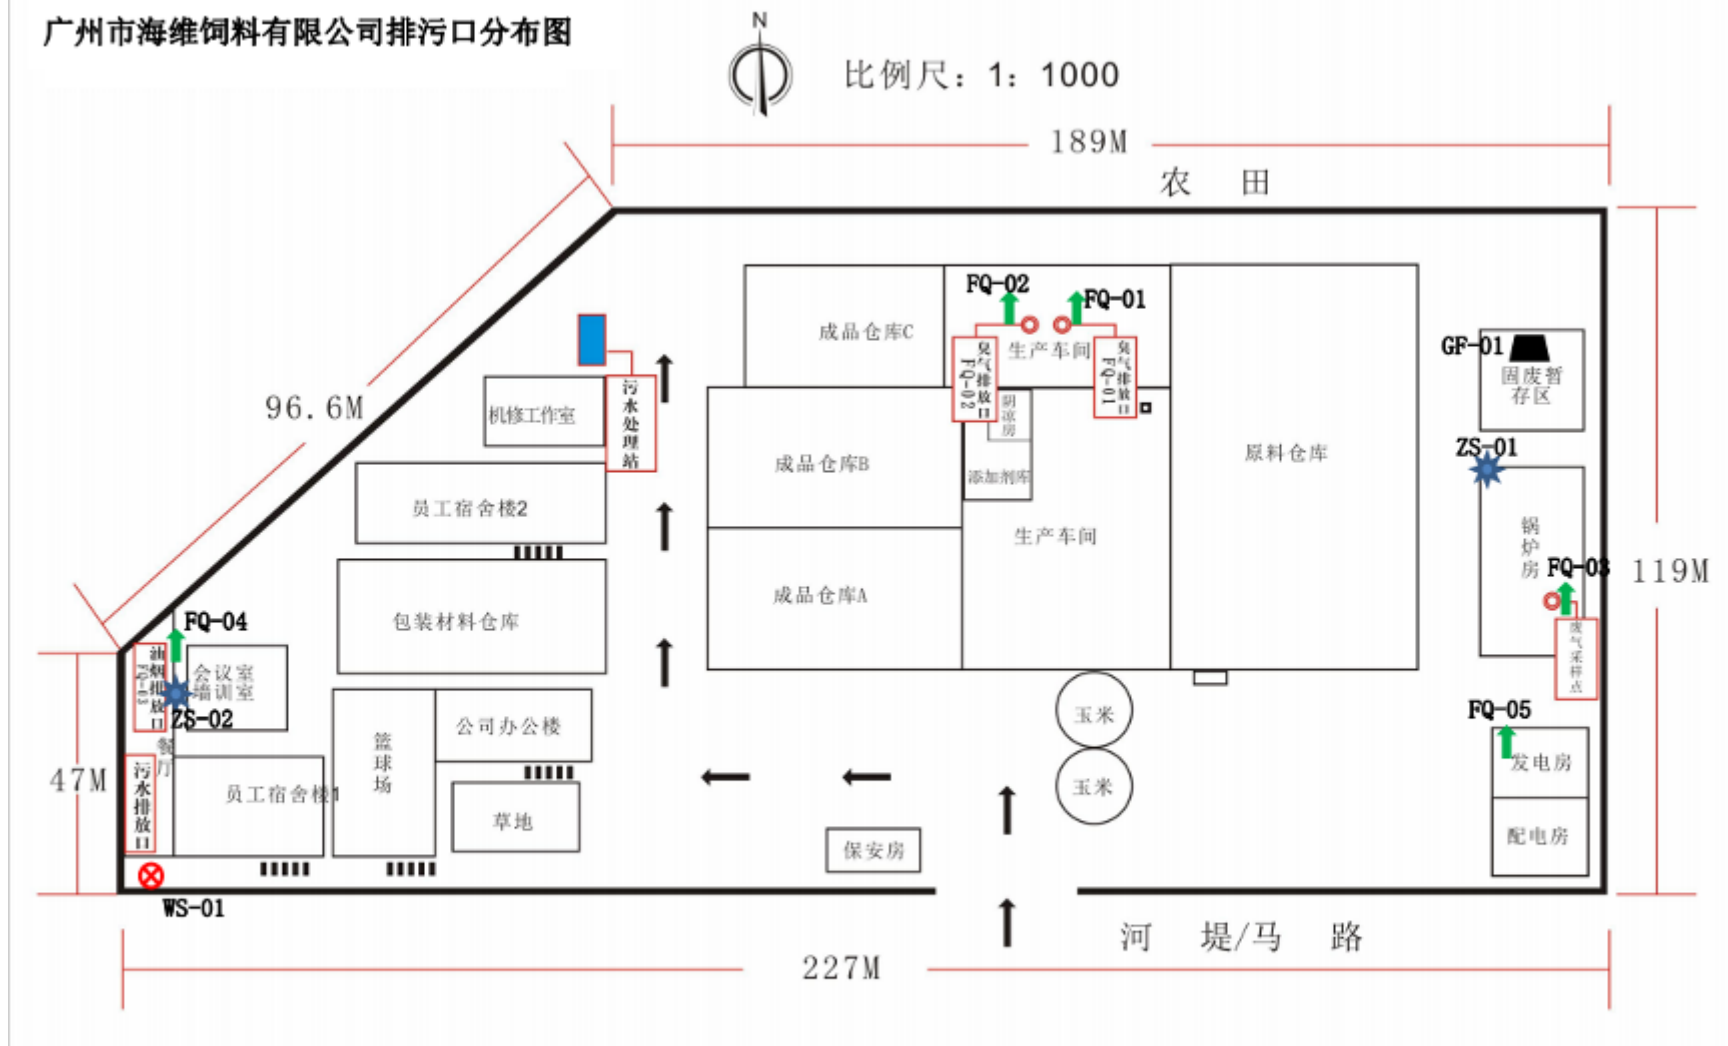 广州市海维饲料有限公司排污口分布图
N
比例尺：1：1000
189M
农 田
96.6M
119M
47M
227M
成品仓库C
FQ-02
FQ-01
生产车间
臭气排放口
FQ-02
臭气排放口
FQ-01
阴凉房
添加剂库
成品仓库B
成品仓库A
生产车间
原料仓库
GF-01
固废暂
存区
ZS-01
锅炉房
FQ-03
废气采样点
FQ-05
发电房
配电房
机修工作室
污水处理站
员工宿舍楼2
包装材料仓库
FQ-04
油烟排放口
FQ-03
会议室
培训室
ZS-02
餐厅
污水排放口
员工宿舍楼1
篮球场
公司办公楼
草地
玉米
玉米
保安房
WS-01
河 堤/马 路